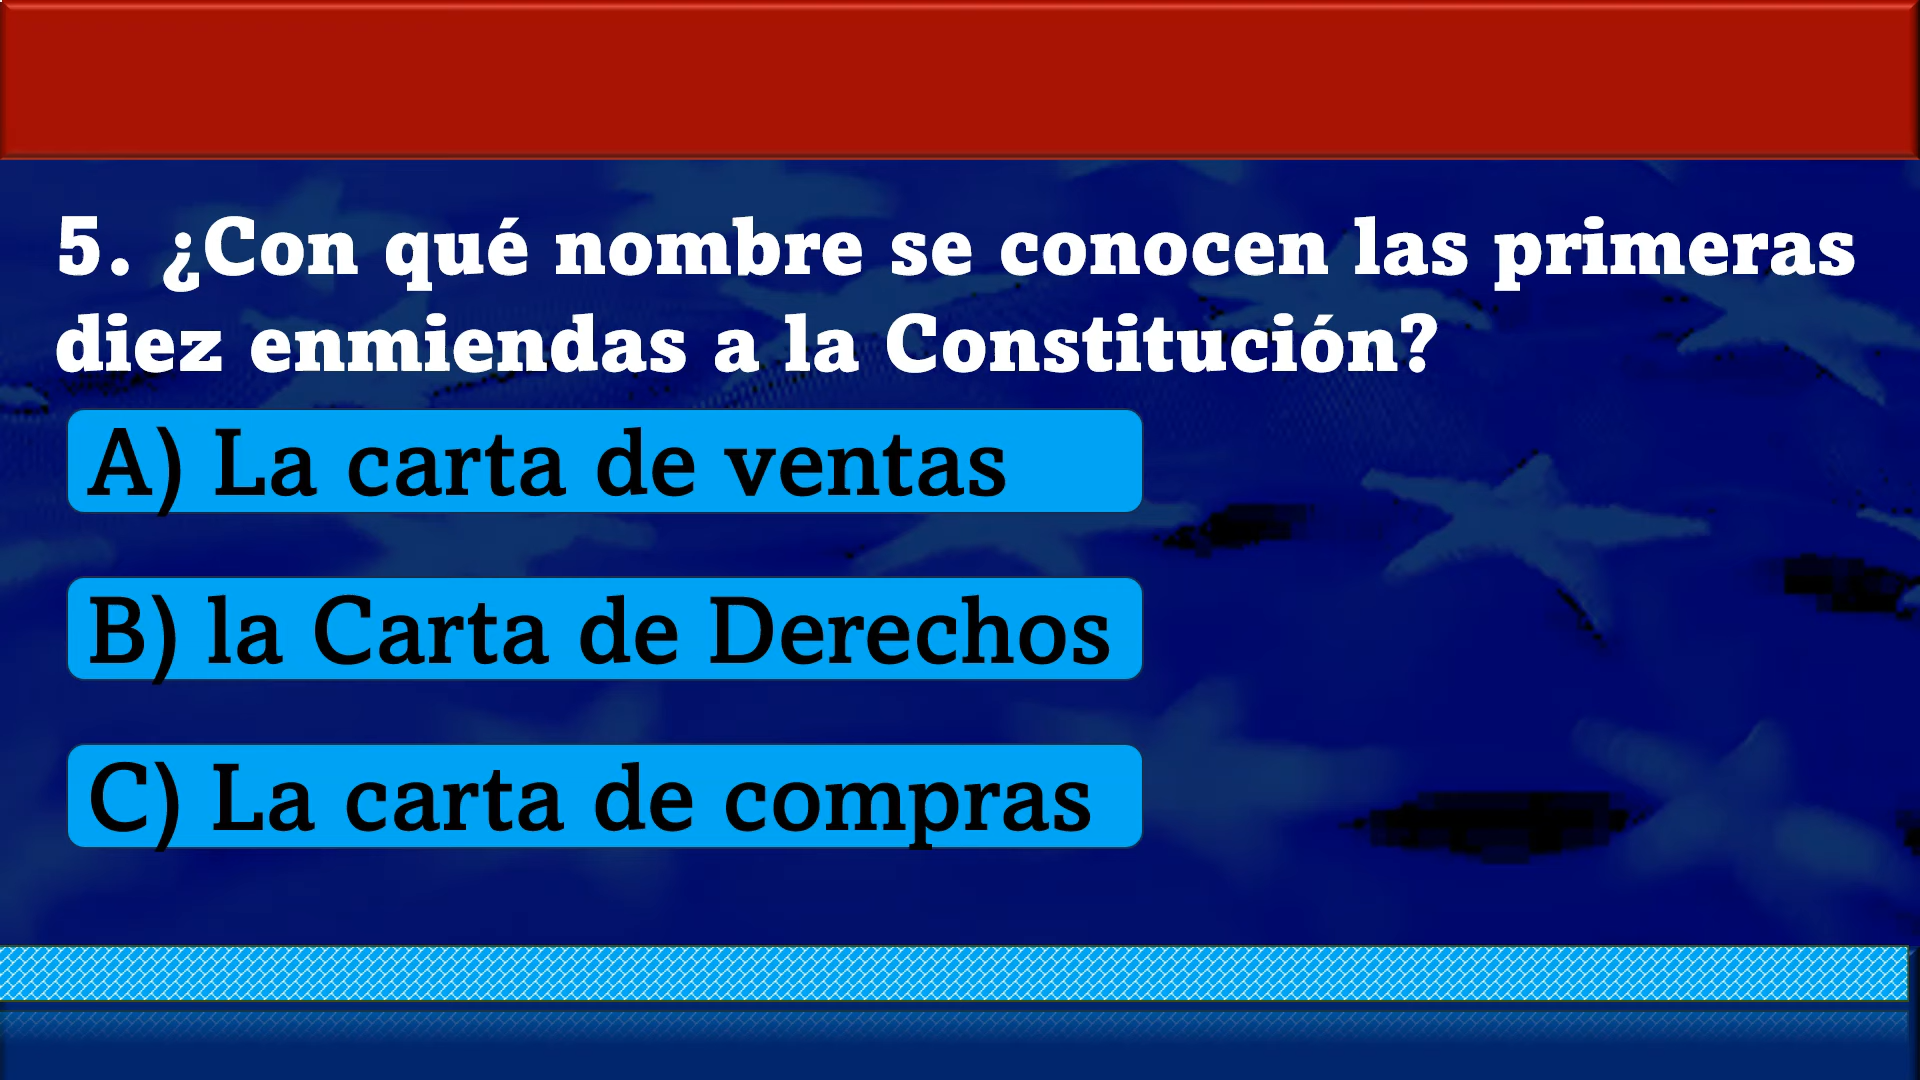 5. ¿Con qué nombre se conocen las primeras
diez enmiendas a la Constitución?
A) La carta de ventas
B) la Carta de Derechos
C) La carta de compras